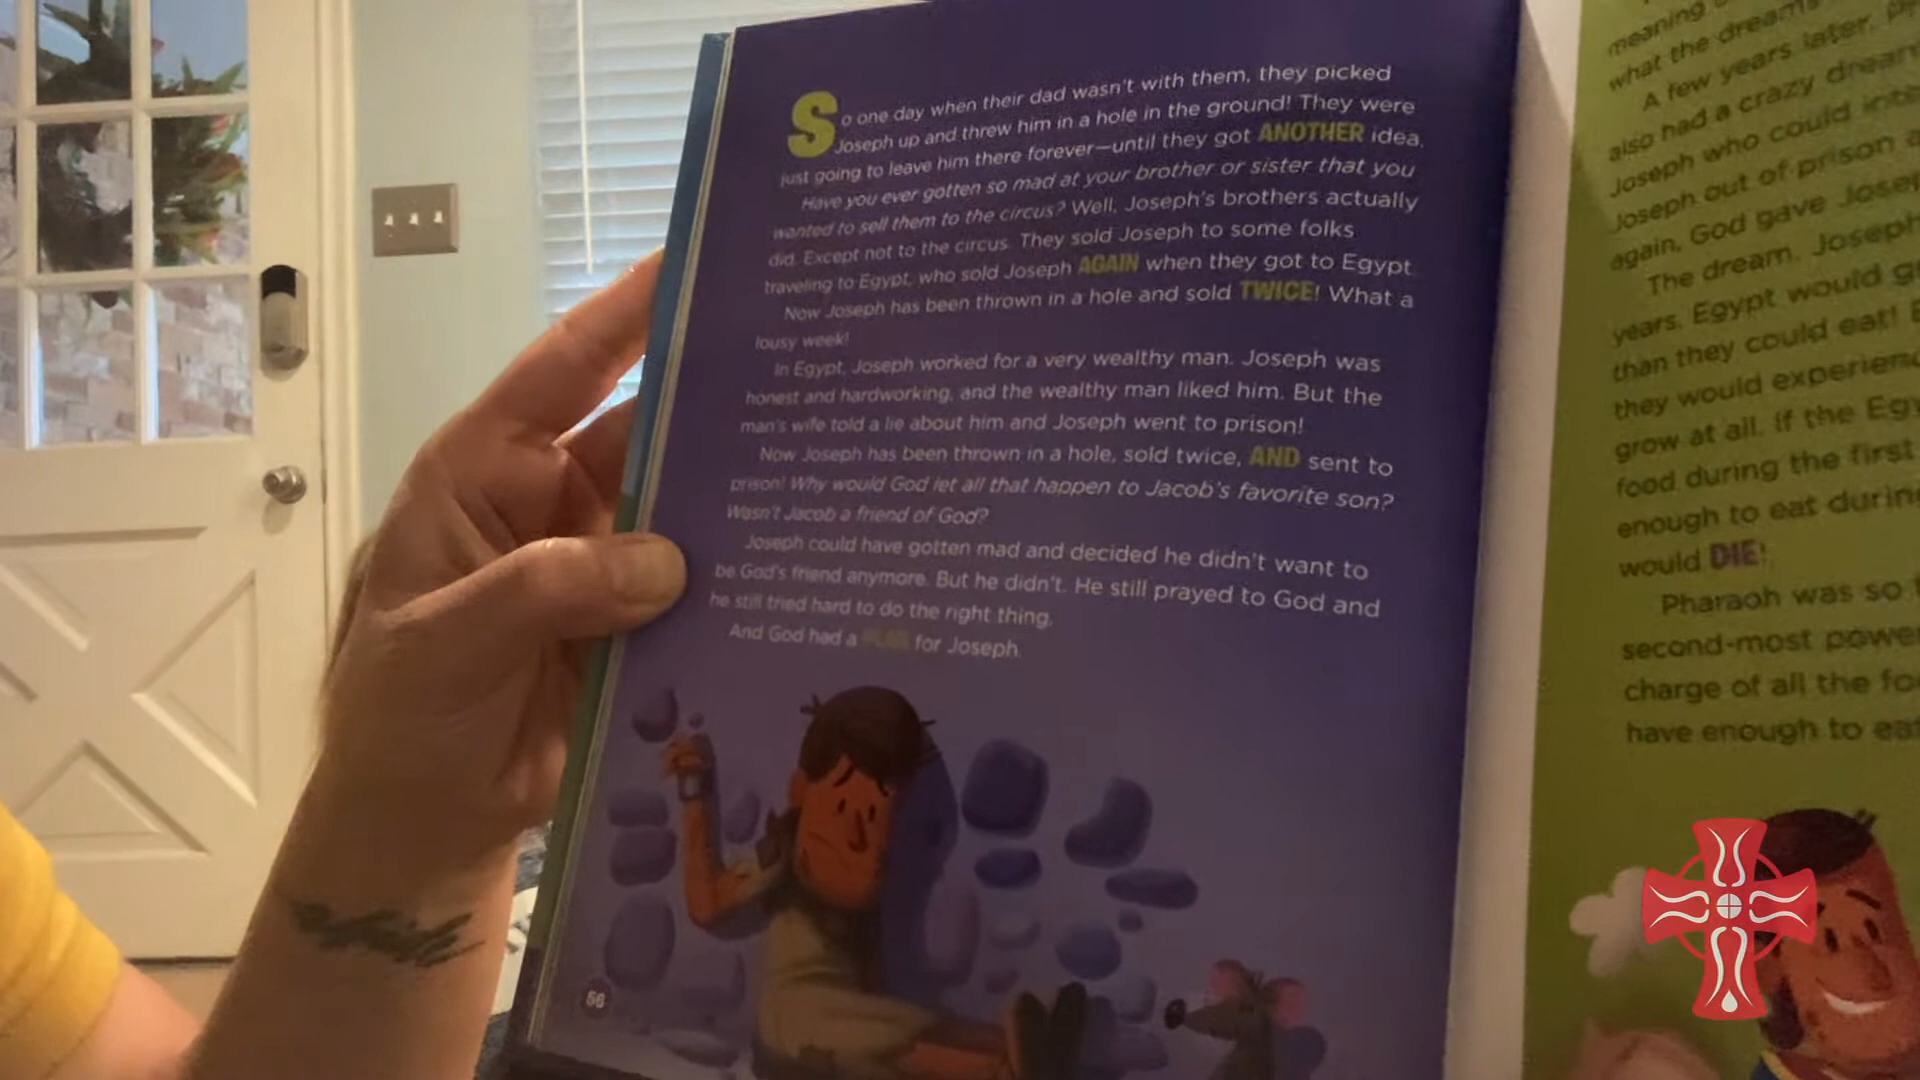 So one day when their dad wasn't with them, they picked
Joseph up and threw him in a hole in the ground! They were
just going to leave him there forever—until they got ANOTHER idea.
Have you ever gotten so mad at your brother or sister that you
wanted to sell them to the circus? Well, Joseph's brothers actually
did. Except not to the circus. They sold Joseph to some folks
traveling to Egypt, who sold Joseph AGAIN when they got to Egypt
Now Joseph has been thrown in a hole and sold TWICE! What a
lousy week!
In Egypt, Joseph worked for a very wealthy man. Joseph was
honest and hardworking, and the wealthy man liked him. But the
man's wife told a lie about him and Joseph went to prison!
Now Joseph has been thrown in a hole, sold twice, AND sent to
prison! Why would God let all that happen to Jacob's favorite son?
Wasn't Jacob a friend of God?
Joseph could have gotten mad and decided he didn't want to
be God's friend anymore. But he didn't. He still prayed to God and
he still tried hard to do the right thing.
And God had a PLAN for Joseph.
56
meaning
what the dreams
A few years later,
also had a crazy
Joseph who could
Joseph out of prison
again, God gave
The dream, Joseph
years, Egypt would
than they could eat!
they would
grow at all. If the
food during the first
enough to eat
would DIE!
Pharaoh was so
second-most
charge of all the
have enough to